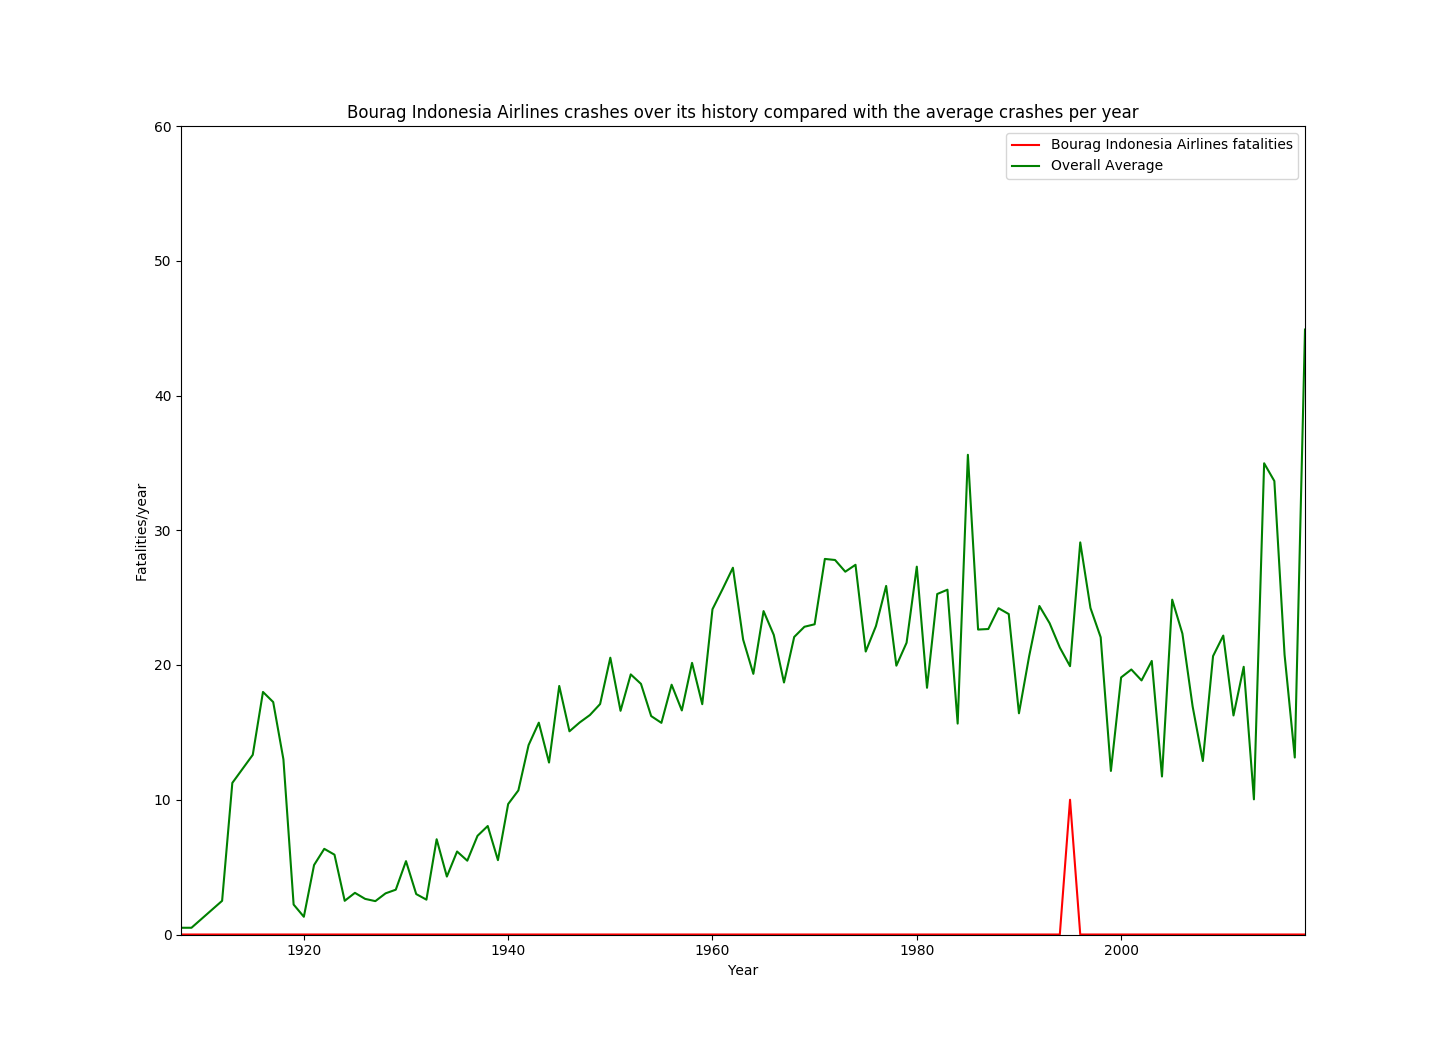 Bourag Indonesia Airlines crashes over its history compared with the average crashes per year
60
Bourag Indonesia Airlines fatalities
Overall Average
50
40
30
20
10
0
Fatalities/year
1920 1940 1960 1980 2000
Year